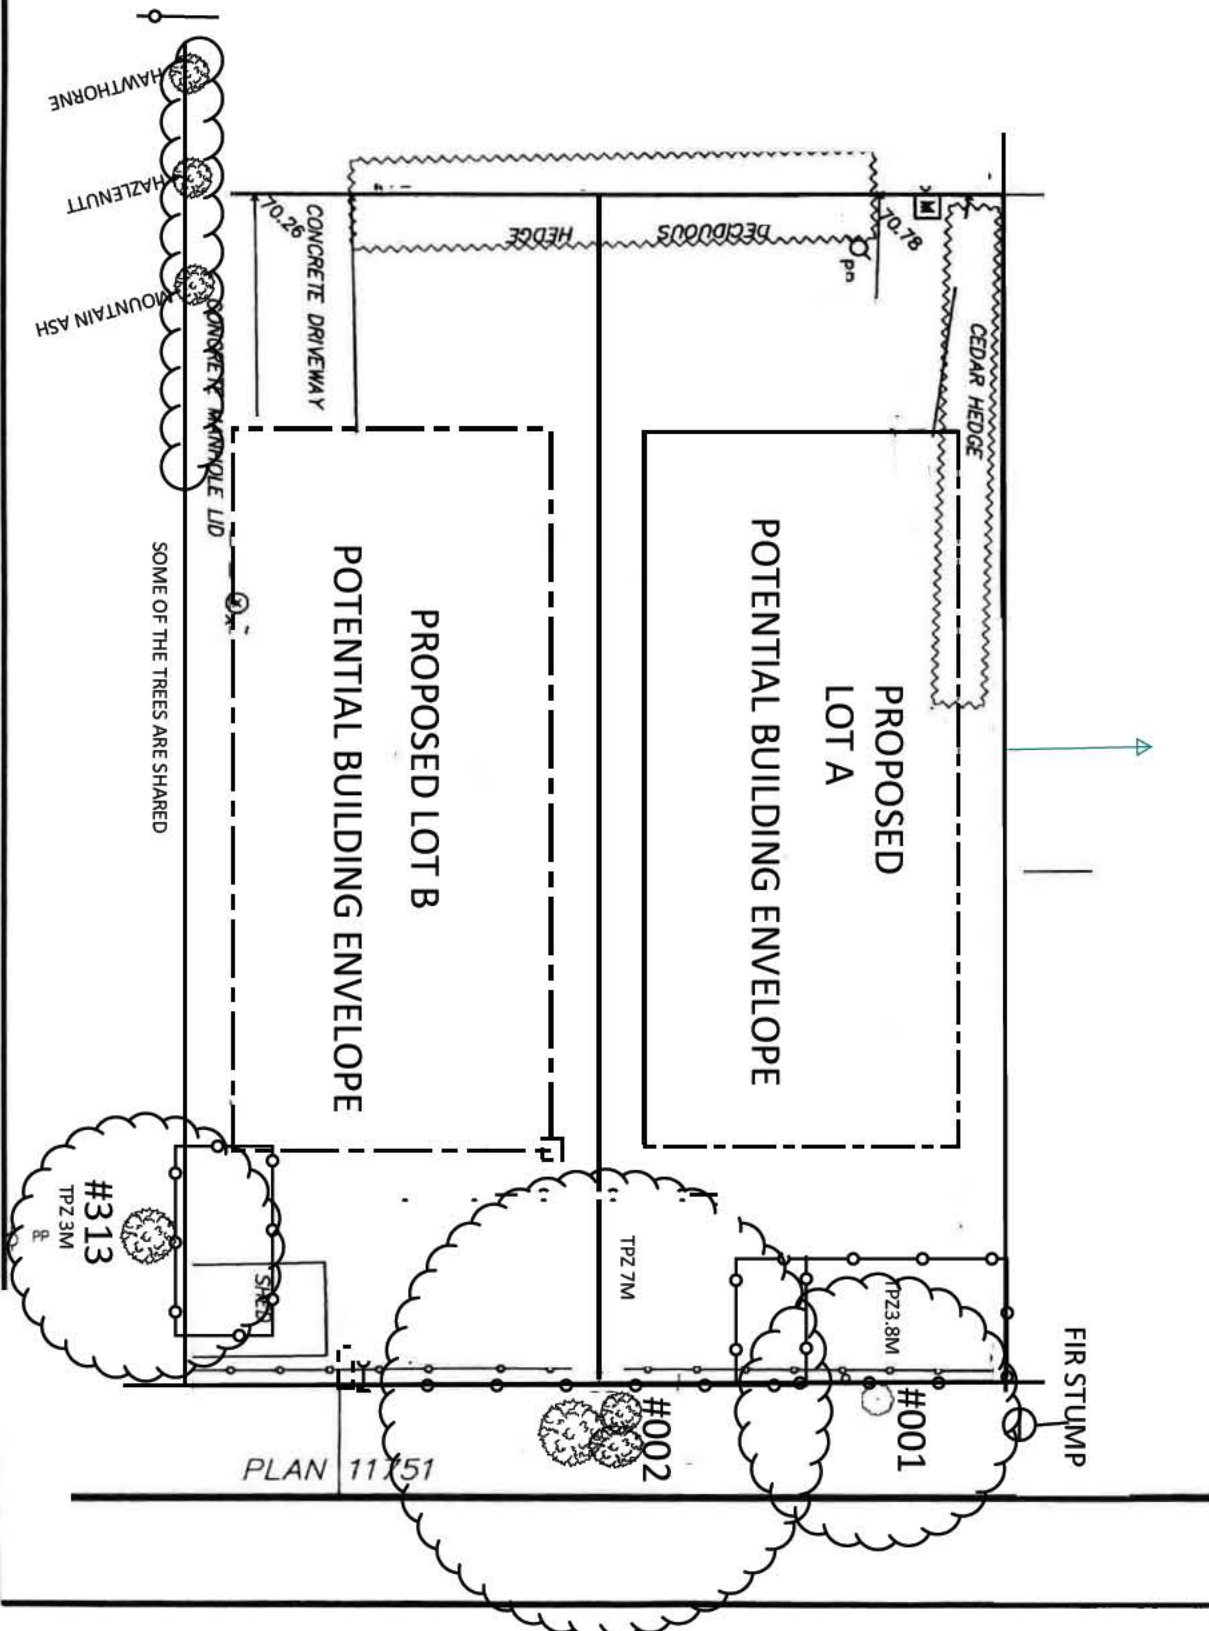 HAWTHORNE
HAZLENUTT
MOUNTAIN ASH
CONCRETE MANHOLE LID
SOME OF THE TREES ARE SHARED
70.26
CONCRETE DRIVEWAY
DECIDUOUS HEDGE
70.78
M
pn
CEDAR HEDGE
PROPOSED LOT B
POTENTIAL BUILDING ENVELOPE
PROPOSED
LOT A
POTENTIAL BUILDING ENVELOPE
#313
TPZ 3M
PP
SHED
TPZ 7M
#002
TPZ3.8M
#001
FIR STUMP
PLAN 11751